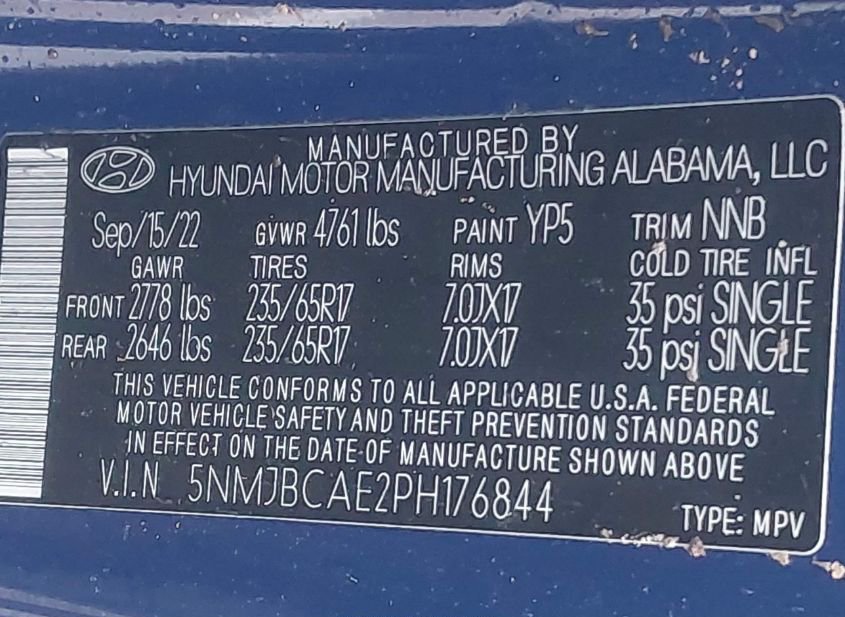 MANUFACTURED BY
HYUNDAI MOTOR MANUFACTURING ALABAMA, LLC
Sep/15/22 GVWR 4761 lbs PAINT YP5 TRIM NNB
GAWR TIRES RIMS COLD TIRE INFL
FRONT 2778 lbs 235/65R17 7.0JX17 35 psi SINGLE
REAR 2646 lbs 235/65R17 7.0JX17 35 psi SINGLE
THIS VEHICLE CONFORMS TO ALL APPLICABLE U.S.A. FEDERAL
MOTOR VEHICLE SAFETY AND THEFT PREVENTION STANDARDS
IN EFFECT ON THE DATE OF MANUFACTURE SHOWN ABOVE
V.I.N 5NMJBCAE2PH176844 TYPE: MPV